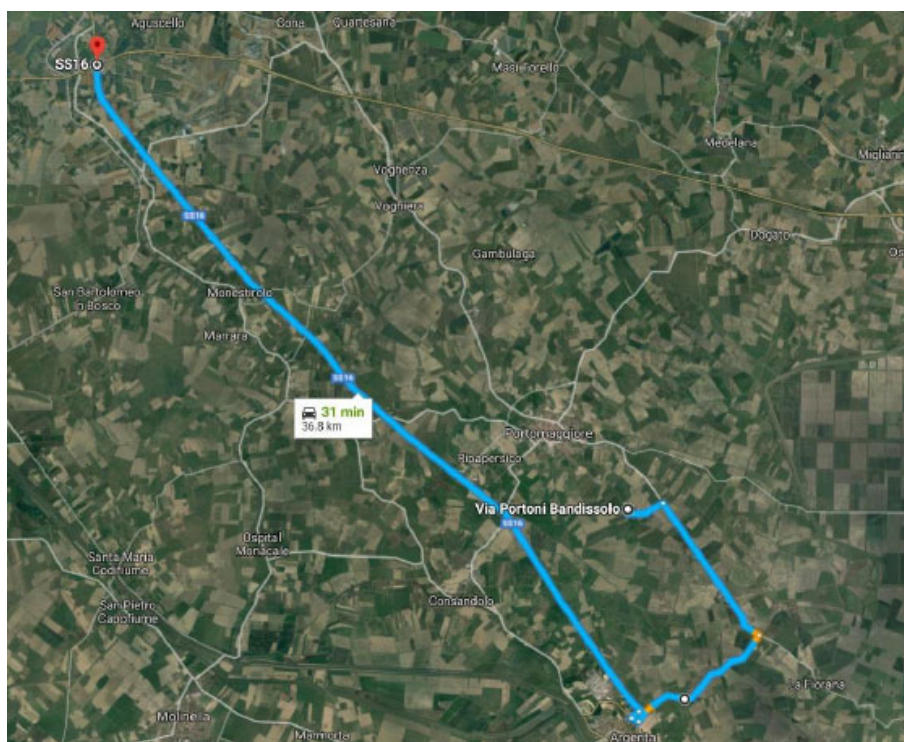 Aguscello
Cona
Quartesana
SS16
Masi Torello
Medelana
Voghenza
Voghiera
SS16
Dogato
Gambulaga
San Bartolomeo
in Bosco
Monestirolo
Marrara
SS16
31 min
36.8 km
Portomaggiore
Ripapersico
Via Portoni Bandissolo
SS16
Ospital
Monacale
Santa Maria
Codifiume
San Pietro
Capofiume
Consandolo
La Fiorana
Molinella
Marmorta
Argenta